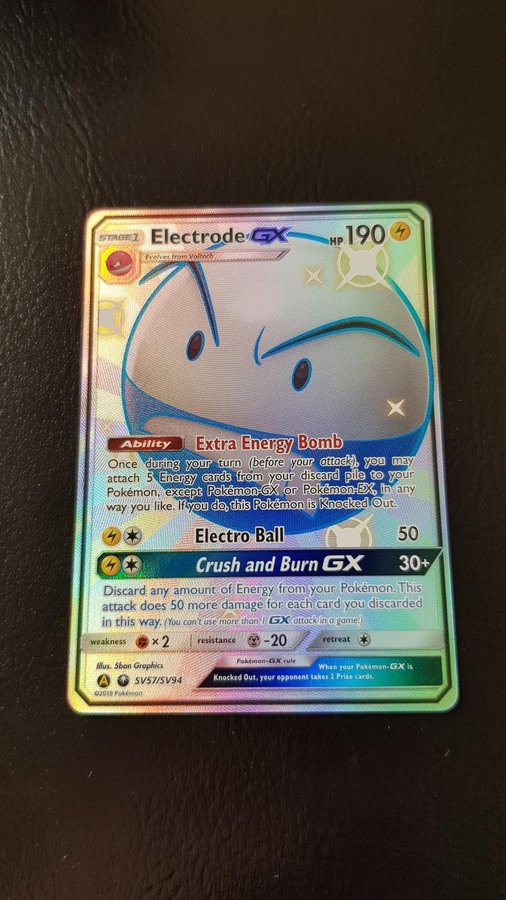 STAGE 1 Electrode GX HP 190
Evolves from Voltorb
Ability Extra Energy Bomb
Once during your turn (before your attack), you may
attach 5 Energy cards from your discard pile to your
Pokémon, except Pokémon-GX or Pokémon-EX, in any
way you like. If you do, this Pokémon is Knocked Out.
Electro Ball 50
Crush and Burn GX 30+
Discard any amount of Energy from your Pokémon. This
attack does 50 more damage for each card you discarded
in this way. (You can't use more than 1 GX attack in a game.)
weakness × 2 resistance -20 retreat
Illus. 5ban Graphics Pokémon-GX rule When your Pokémon-GX is
A SV57/SV94 Knocked Out, your opponent takes 2 Prize cards.
©2019 Pokémon